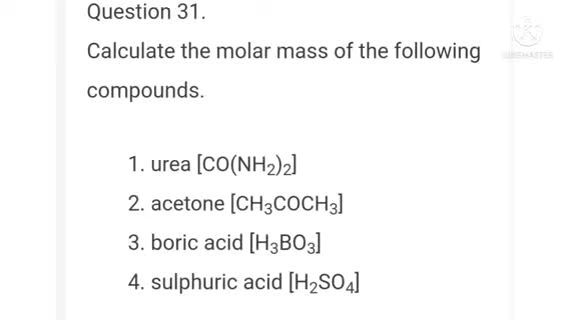 Question 31.
Calculate the molar mass of the following
compounds.
1. urea [CO(NH₂)₂]
2. acetone [CH₃COCH₃]
3. boric acid [H₃BO₃]
4. sulphuric acid [H₂SO₄]